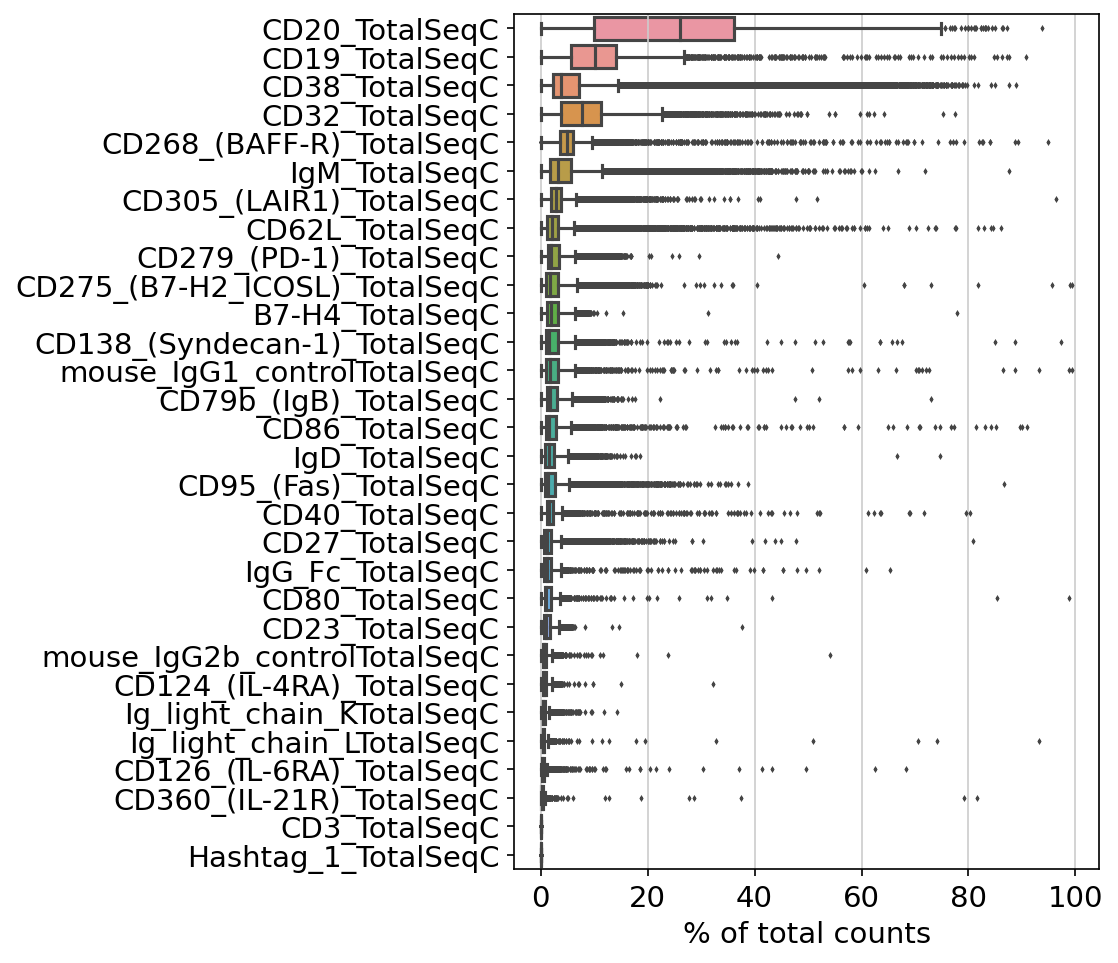 CD20_TotalSeqC
CD19_TotalSeqC
CD38_TotalSeqC
CD32_TotalSeqC
CD268_(BAFF-R)_TotalSeqC
IgM_TotalSeqC
CD305_(LAIR1)_TotalSeqC
CD62L_TotalSeqC
CD279_(PD-1)_TotalSeqC
CD275_(B7-H2_ICOSL)_TotalSeqC
B7-H4_TotalSeqC
CD138_(Syndecan-1)_TotalSeqC
mouse_IgG1_controlTotalSeqC
CD79b_(IgB)_TotalSeqC
CD86_TotalSeqC
IgD_TotalSeqC
CD95_(Fas)_TotalSeqC
CD40_TotalSeqC
CD27_TotalSeqC
IgG_Fc_TotalSeqC
CD80_TotalSeqC
CD23_TotalSeqC
mouse_IgG2b_controlTotalSeqC
CD124_(IL-4RA)_TotalSeqC
Ig_light_chain_KTotalSeqC
Ig_light_chain_LTotalSeqC
CD126_(IL-6RA)_TotalSeqC
CD360_(IL-21R)_TotalSeqC
CD3_TotalSeqC
Hashtag_1_TotalSeqC
0 20 40 60 80 100
% of total counts